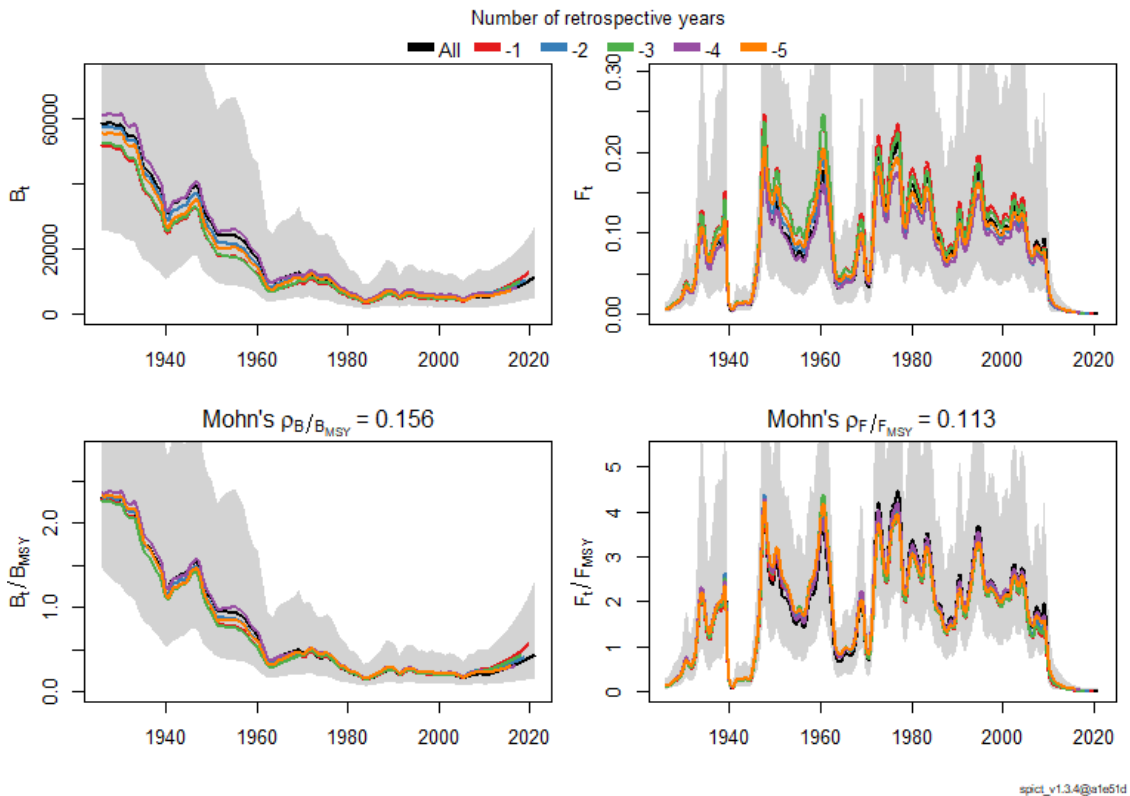 Number of retrospective years
All -1 -2 -3 -4 -5
Bt
60000
20000
0
1940 1960 1980 2000 2020
Ft
0.30
0.20
0.10
0.00
1940 1960 1980 2000 2020
Mohn's ρB/BMSY = 0.156
Bt/BMSY
2.0
1.0
0.0
1940 1960 1980 2000 2020
Mohn's ρF/FMSY = 0.113
Ft/FMSY
5
4
3
2
1
0
1940 1960 1980 2000 2020
spict_v1.3.4@a1e51d